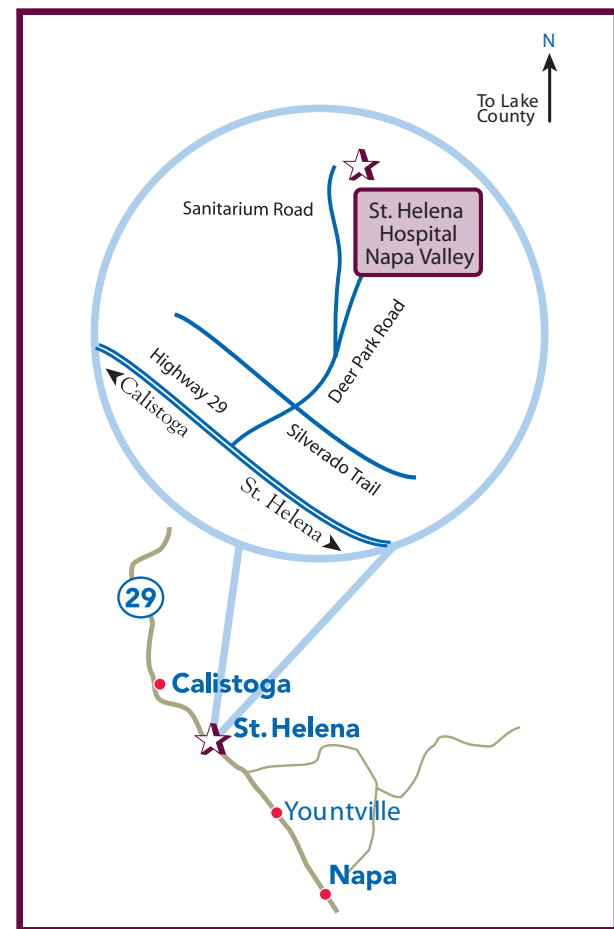 N
To Lake
County
Sanitarium Road
St. Helena
Hospital
Napa Valley
Deer Park Road
Highway 29
Calistoga
Silverado Trail
St. Helena
29
Calistoga
St. Helena
Yountville
Napa